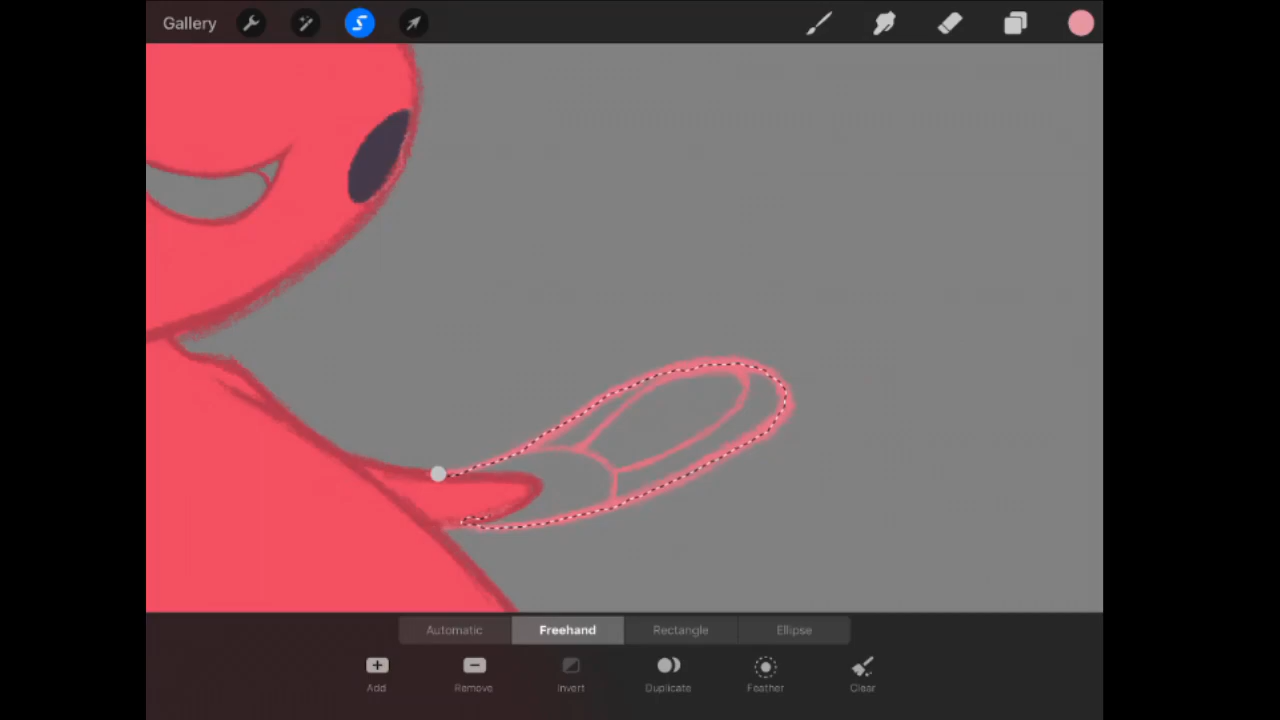 Gallery
Automatic Freehand Rectangle Ellipse
Add Remove Invert Duplicate Feather Clear